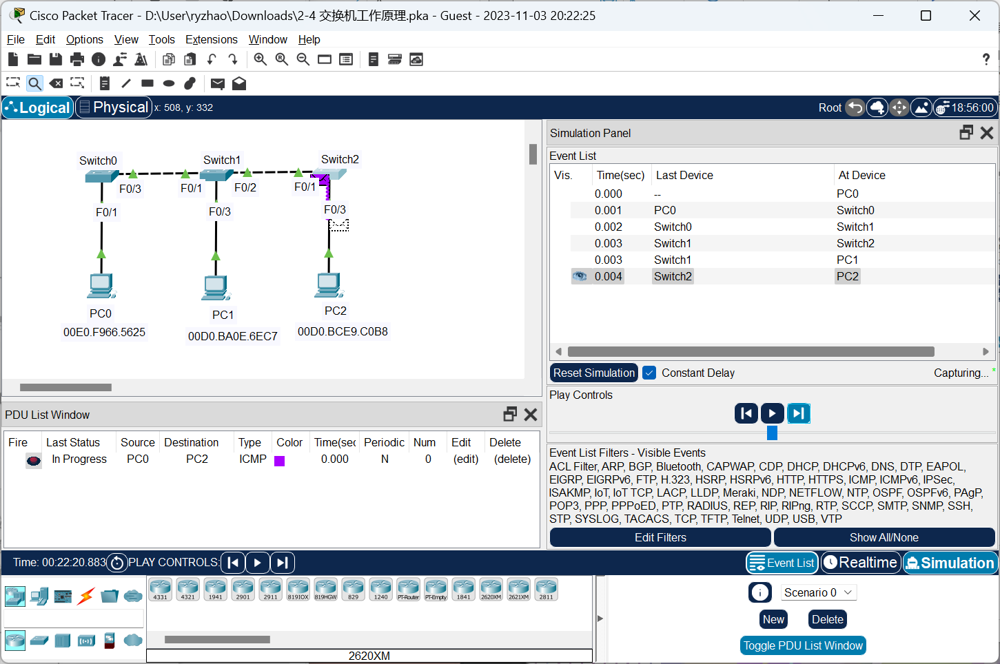 Cisco Packet Tracer - D:\User\ryzhao\Downloads\2-4 交换机工作原理.pka - Guest - 2023-11-03 20:22:25
File Edit Options View Tools Extensions Window Help
?
Logical Physical x: 508, y: 332 Root 18:56:00
Switch0 Switch1 Switch2
F0/3 F0/1 F0/2 F0/1
F0/1 F0/3 F0/3
PC0 PC1 PC2
00E0.F966.5625 00D0.BA0E.6EC7 00D0.BCE9.C0B8
Simulation Panel
Event List
Vis. Time(sec) Last Device At Device
0.000 -- PC0
0.001 PC0 Switch0
0.002 Switch0 Switch1
0.003 Switch1 Switch2
0.003 Switch1 PC1
0.004 Switch2 PC2
Reset Simulation Constant Delay Capturing... *
Play Controls
Event List Filters - Visible Events
ACL Filter, ARP, BGP, Bluetooth, CAPWAP, CDP, DHCP, DHCPv6, DNS, DTP, EAPOL,
EIGRP, EIGRPv6, FTP, H.323, HSRP, HSRPv6, HTTP, HTTPS, ICMP, ICMPv6, IPSec,
ISAKMP, IoT, IoT TCP, LACP, LLDP, Meraki, NDP, NETFLOW, NTP, OSPF, OSPFv6, PAgP,
POP3, PPP, PPPoED, PTP, RADIUS, REP, RIP, RIPng, RTP, SCCP, SMTP, SNMP, SSH,
STP, SYSLOG, TACACS, TCP, TFTP, Telnet, UDP, USB, VTP
Edit Filters Show All/None
PDU List Window
Fire Last Status Source Destination Type Color Time(sec Periodic Num Edit Delete
In Progress PC0 PC2 ICMP 0.000 N 0 (edit) (delete)
Time: 00:22:20.883 PLAY CONTROLS: Event List Realtime Simulation
4331 4321 1941 2901 2911 819IOX 819HGW 829 1240 PT-Router PT-Empty 1841 2620XM 2621XM 2811
2620XM
Scenario 0
New Delete
Toggle PDU List Window